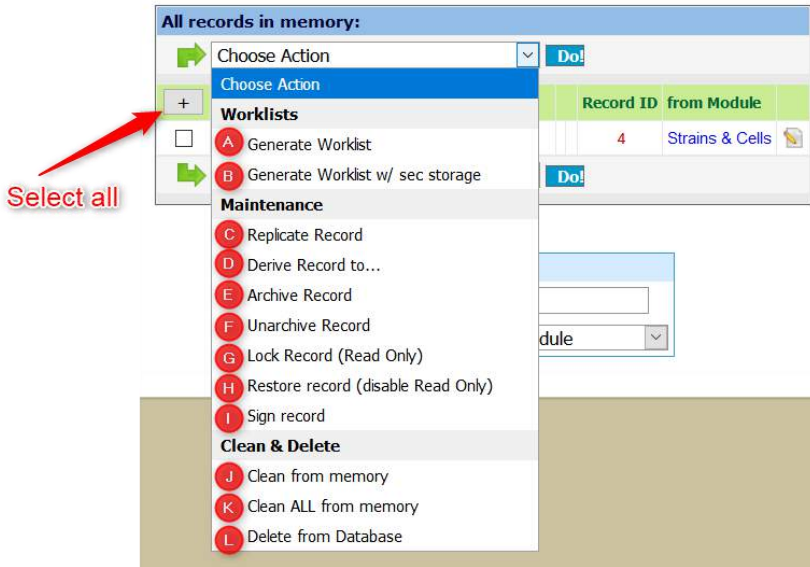 All records in memory:
Choose Action Do!
Choose Action
+ Record ID from Module
Worklists
4 Strains & Cells
A Generate Worklist
B Generate Worklist w/ sec storage Do!
Select all
Maintenance
C Replicate Record
D Derive Record to...
E Archive Record
F Unarchive Record
dule
G Lock Record (Read Only)
H Restore record (disable Read Only)
I Sign record
Clean & Delete
J Clean from memory
K Clean ALL from memory
L Delete from Database